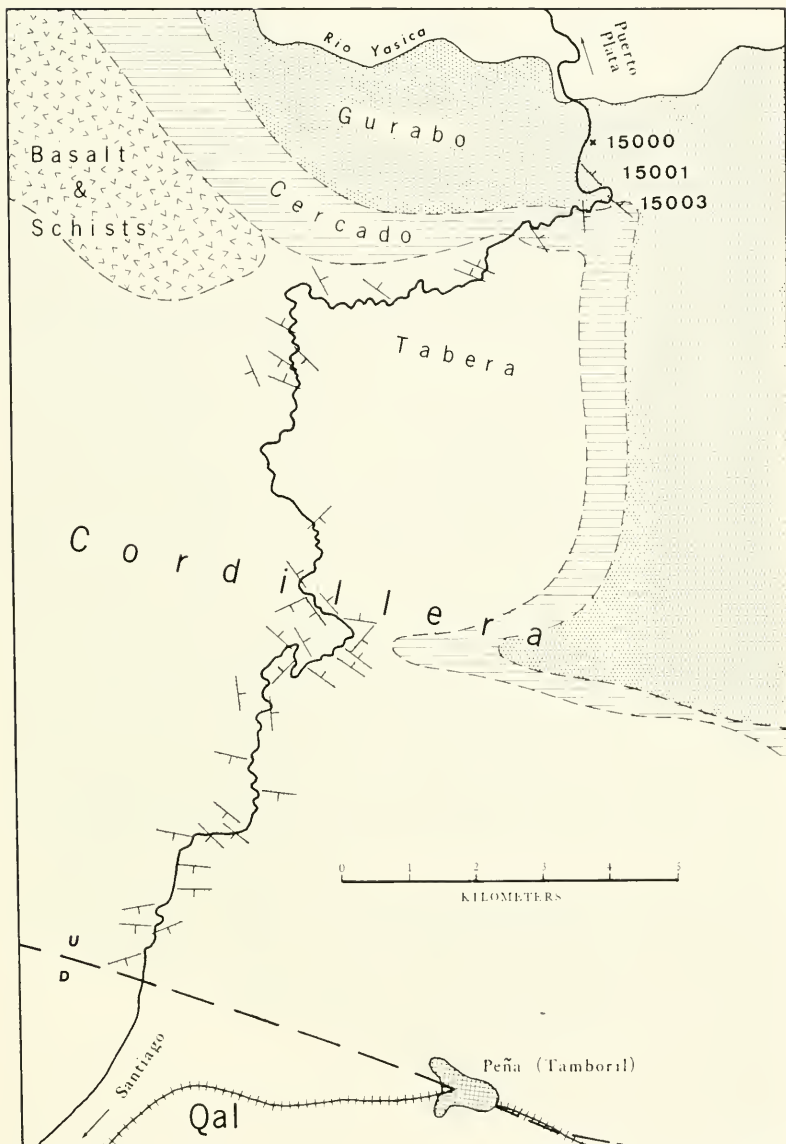 Rio Yasica
Puerto
Plata
Gurabo
15000
15001
15003
Basalt
&
Schists
Cercado
Tabera
Cordillera
0 1 2 3 4 5
KILOMETERS
U
D
Santiago
Peña (Tamboril)
Qal